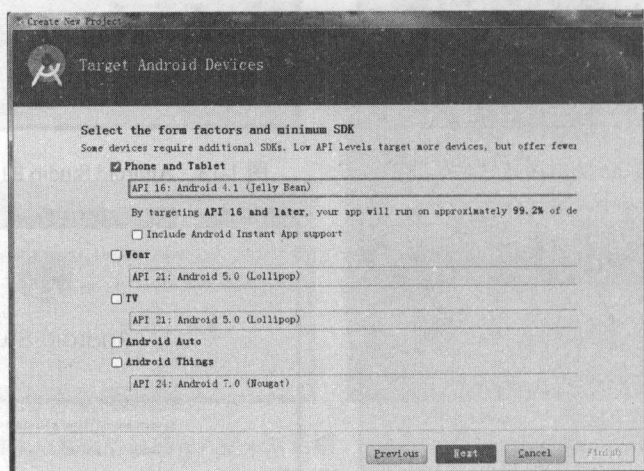 Create New Project
Target Android Devices
Select the form factors and minimum SDK
Some devices require additional SDKs. Low API levels target more devices, but offer fewer
Phone and Tablet
API 16: Android 4.1 (Jelly Bean)
By targeting API 16 and later, your app will run on approximately 99.2% of de
Include Android Instant App support
Wear
API 21: Android 5.0 (Lollipop)
TV
API 21: Android 5.0 (Lollipop)
Android Auto
Android Things
API 24: Android 7.0 (Nougat)
Previous Next Cancel Finish